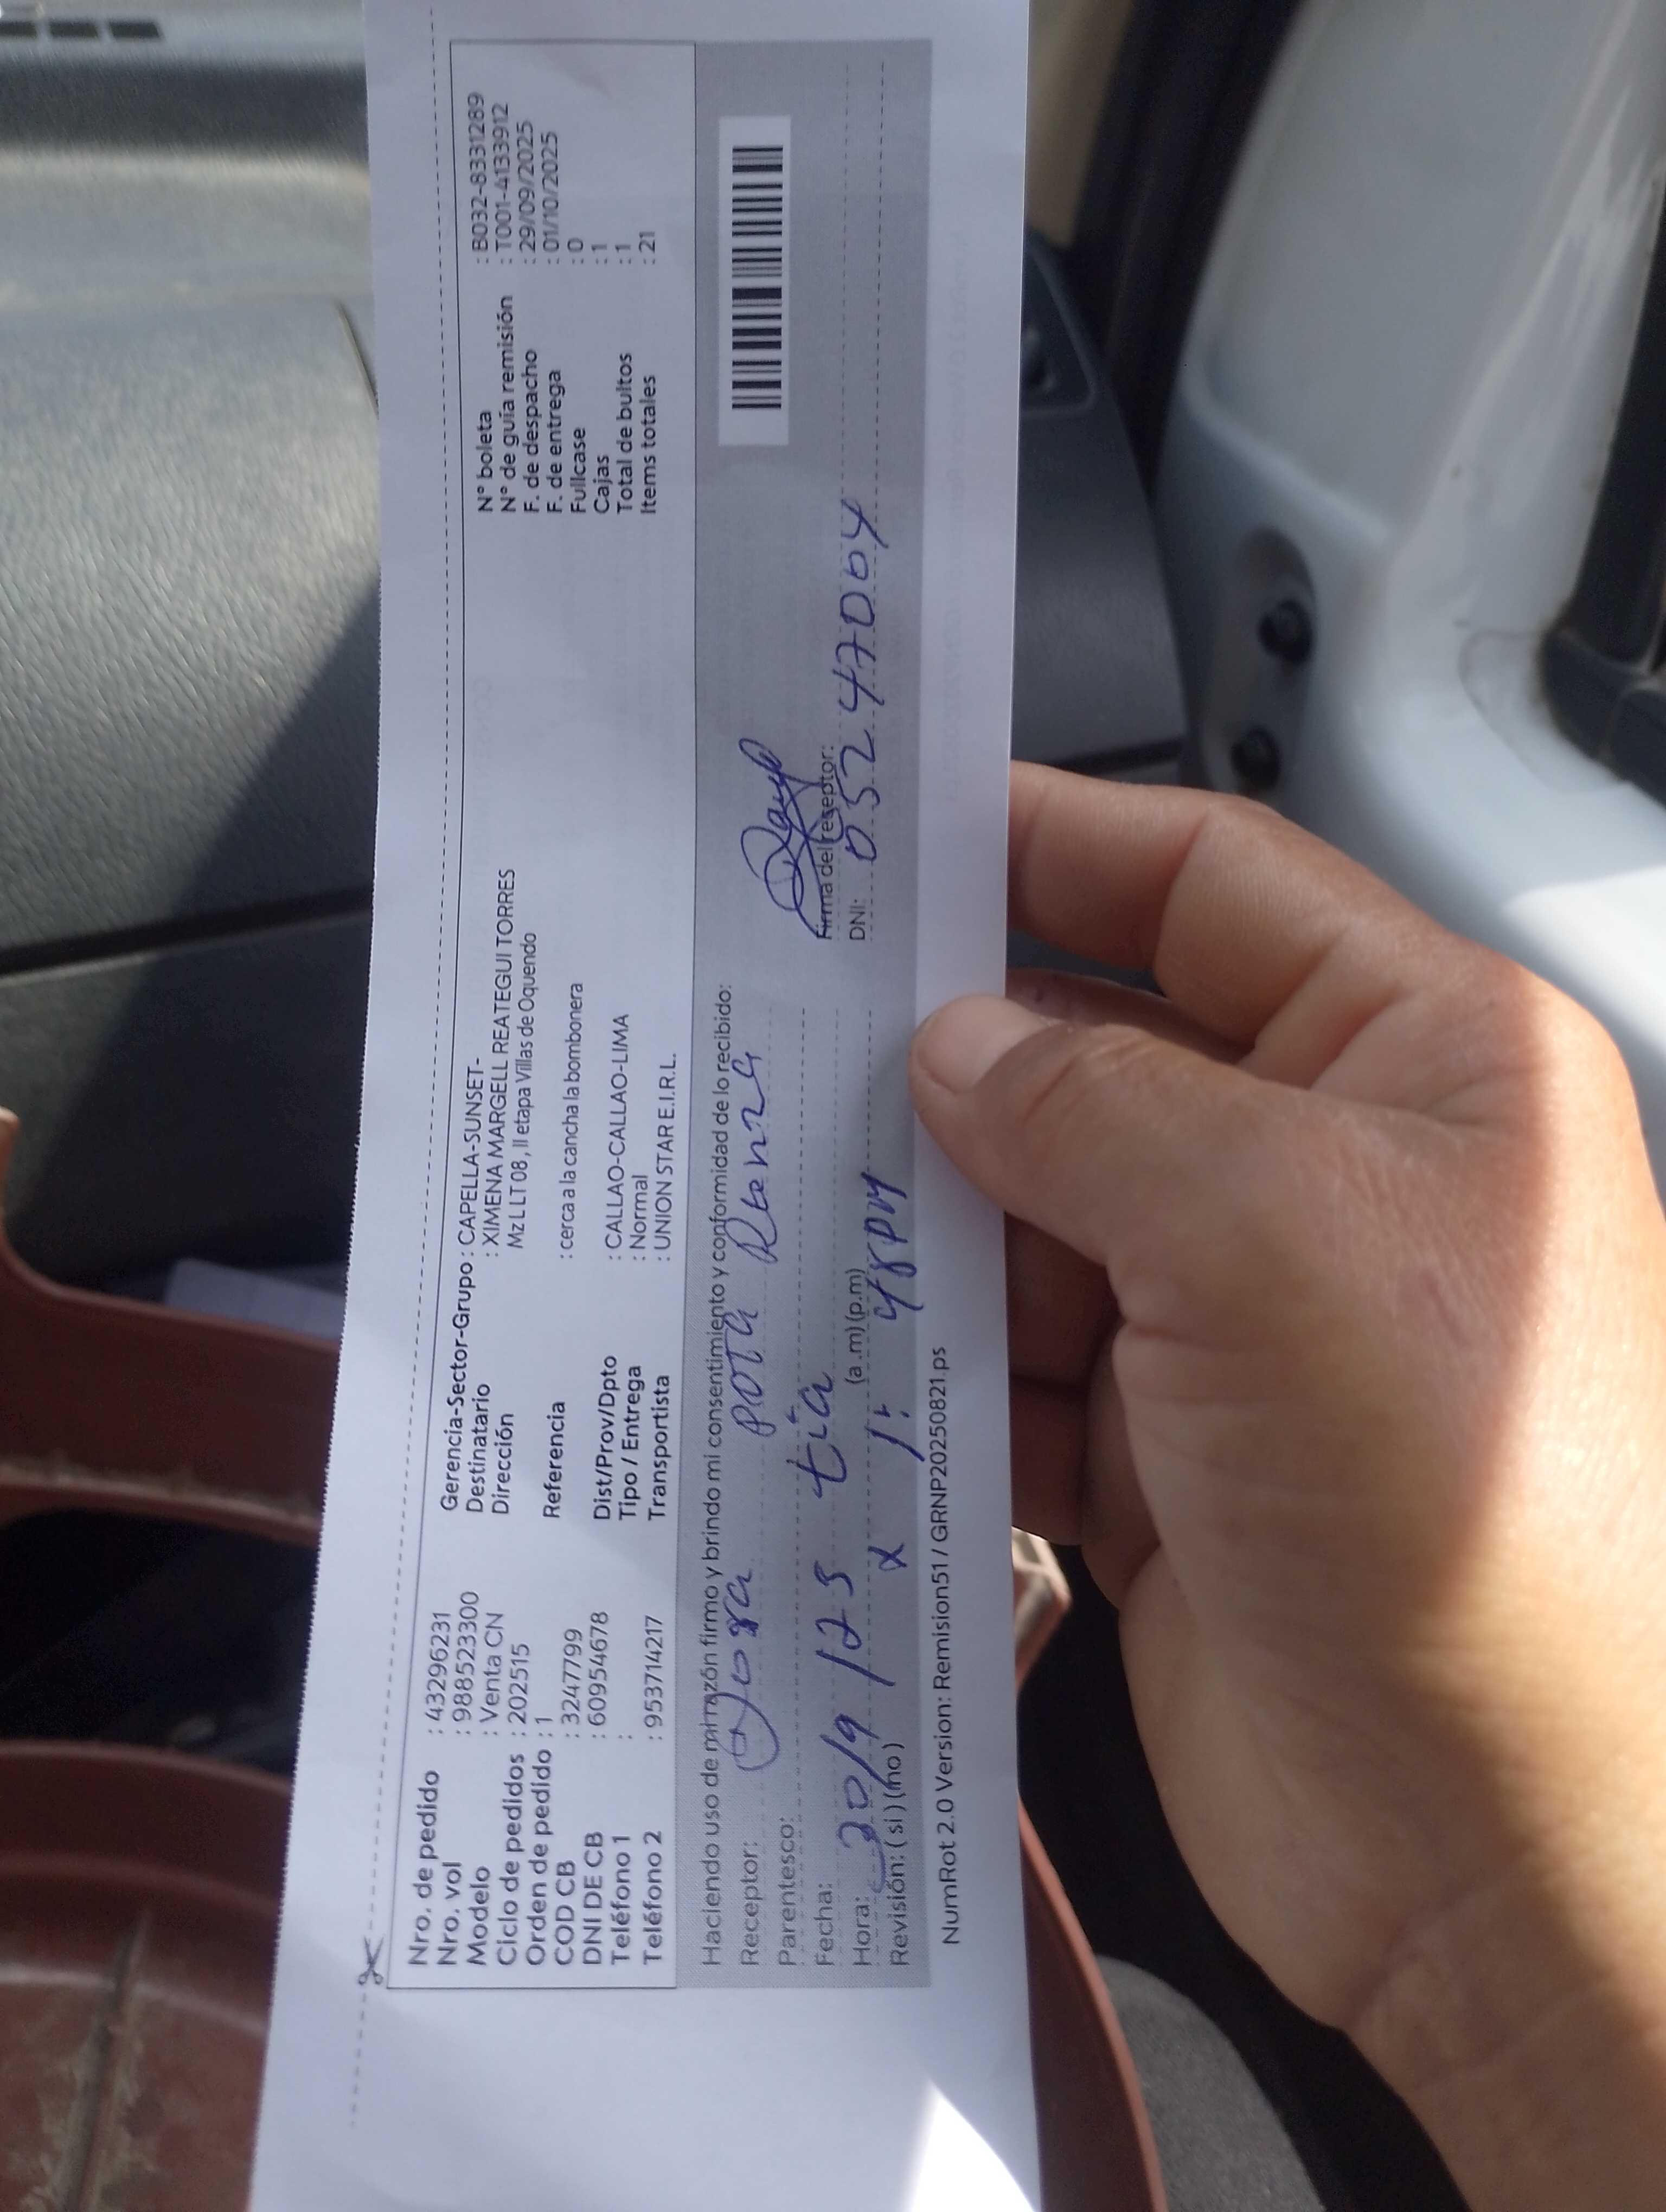 Nro. de pedido : 43296231
Nro. vol : 988523300
Modelo : Venta CN
Ciclo de pedidos : 202515
Orden de pedido : 1
COD CB : 3247799
DNI DE CB : 60954678
Teléfono 1 :
Teléfono 2 : 953714217
Gerencia-Sector-Grupo : CAPELLA-SUNSET-
Destinatario : XIMENA MARGELL REATEGUI TORRES
Dirección Mz L LT 08, II etapa Villas de Oquendo
Referencia : cerca a la cancha la bombonera
Dist/Prov/Dpto : CALLAO-CALLAO-LIMA
Tipo / Entrega : Normal
Transportista : UNION STAR E.I.R.L.
N° boleta : B032-8331289
N° de guía remisión : T001-4133912
F. de despacho : 29/09/2025
F. de entrega : 01/10/2025
Fullcase : 0
Cajas : 1
Total de bultos : 1
Items totales : 21
Haciendo uso de mi razón firmo y brindo mi consentimiento y conformidad de lo recibido:
Receptor:
Parentesco: tia
Fecha: 30/9/25
Hora: (a.m)(p.m) 1:48pm
Revisión: (si)(no) x
Firma del reseptor:
DNI: 05247004
NumRot 2.0 Version: Remision51 / GRNP20250821.ps